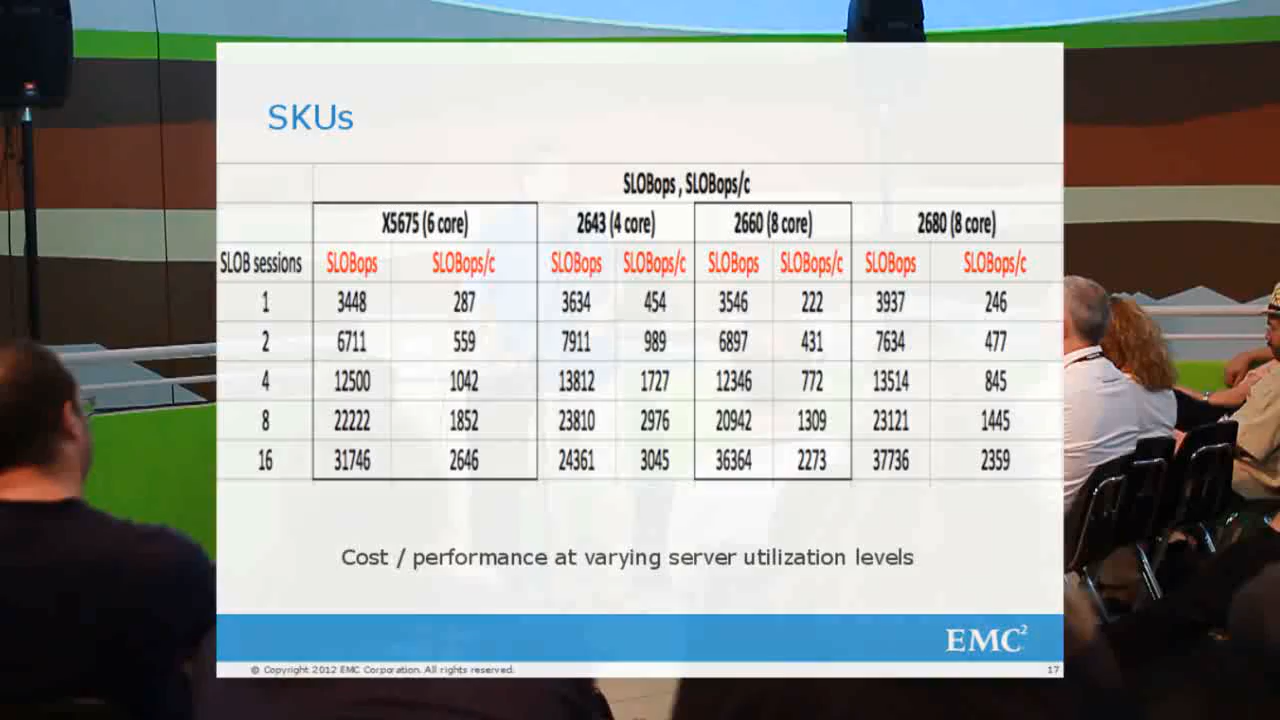 SKUs
SLOBops , SLOBops/c
X5675 (6 core) 2643 (4 core) 2660 (8 core) 2680 (8 core)
SLOB sessions SLOBops SLOBops/c SLOBops SLOBops/c SLOBops SLOBops/c SLOBops SLOBops/c
1 3448 287 3634 454 3546 222 3937 246
2 6711 559 7911 989 6897 431 7634 477
4 12500 1042 13812 1727 12346 772 13514 845
8 22222 1852 23810 2976 20942 1309 23121 1445
16 31746 2646 24361 3045 36364 2273 37736 2359
Cost / performance at varying server utilization levels
EMC²
© Copyright 2012 EMC Corporation. All rights reserved. 17